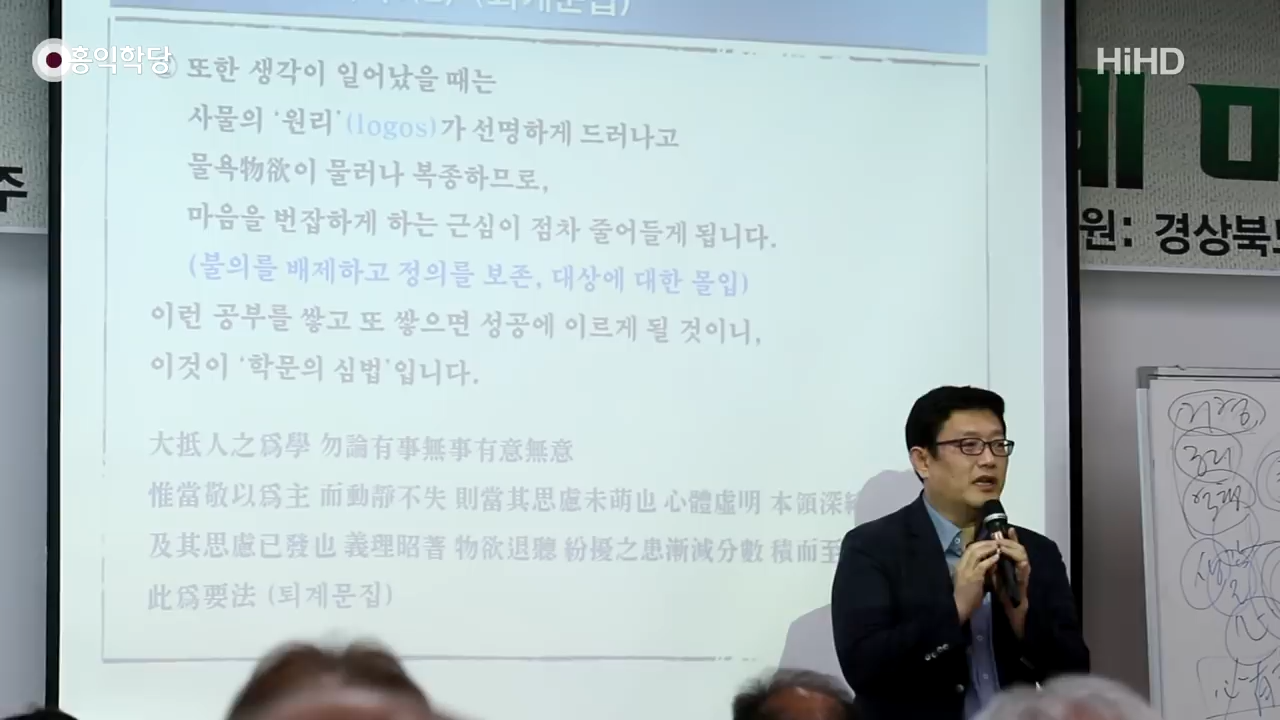 (퇴계문집)
홍익학당
HiHD
또한 생각이 일어났을 때는
사물의 '원리'(logos)가 선명하게 드러나고
물욕物欲이 물러나 복종하므로,
마음을 번잡하게 하는 근심이 점차 줄어들게 됩니다.
(불의를 배제하고 정의를 보존, 대상에 대한 몰입)
이런 공부를 쌓고 또 쌓으면 성공에 이르게 될 것이니,
이것이 '학문의 심법'입니다.
大抵人之爲學 勿論有事無事有意無意
惟當敬以爲主 而動靜不失 則當其思慮未萌也 心體虛明 本領深純
及其思慮已發也 義理昭著 物欲退聽 紛擾之患漸減分數 積而至
此爲要法 (퇴계문집)
주
원: 경상북도
心